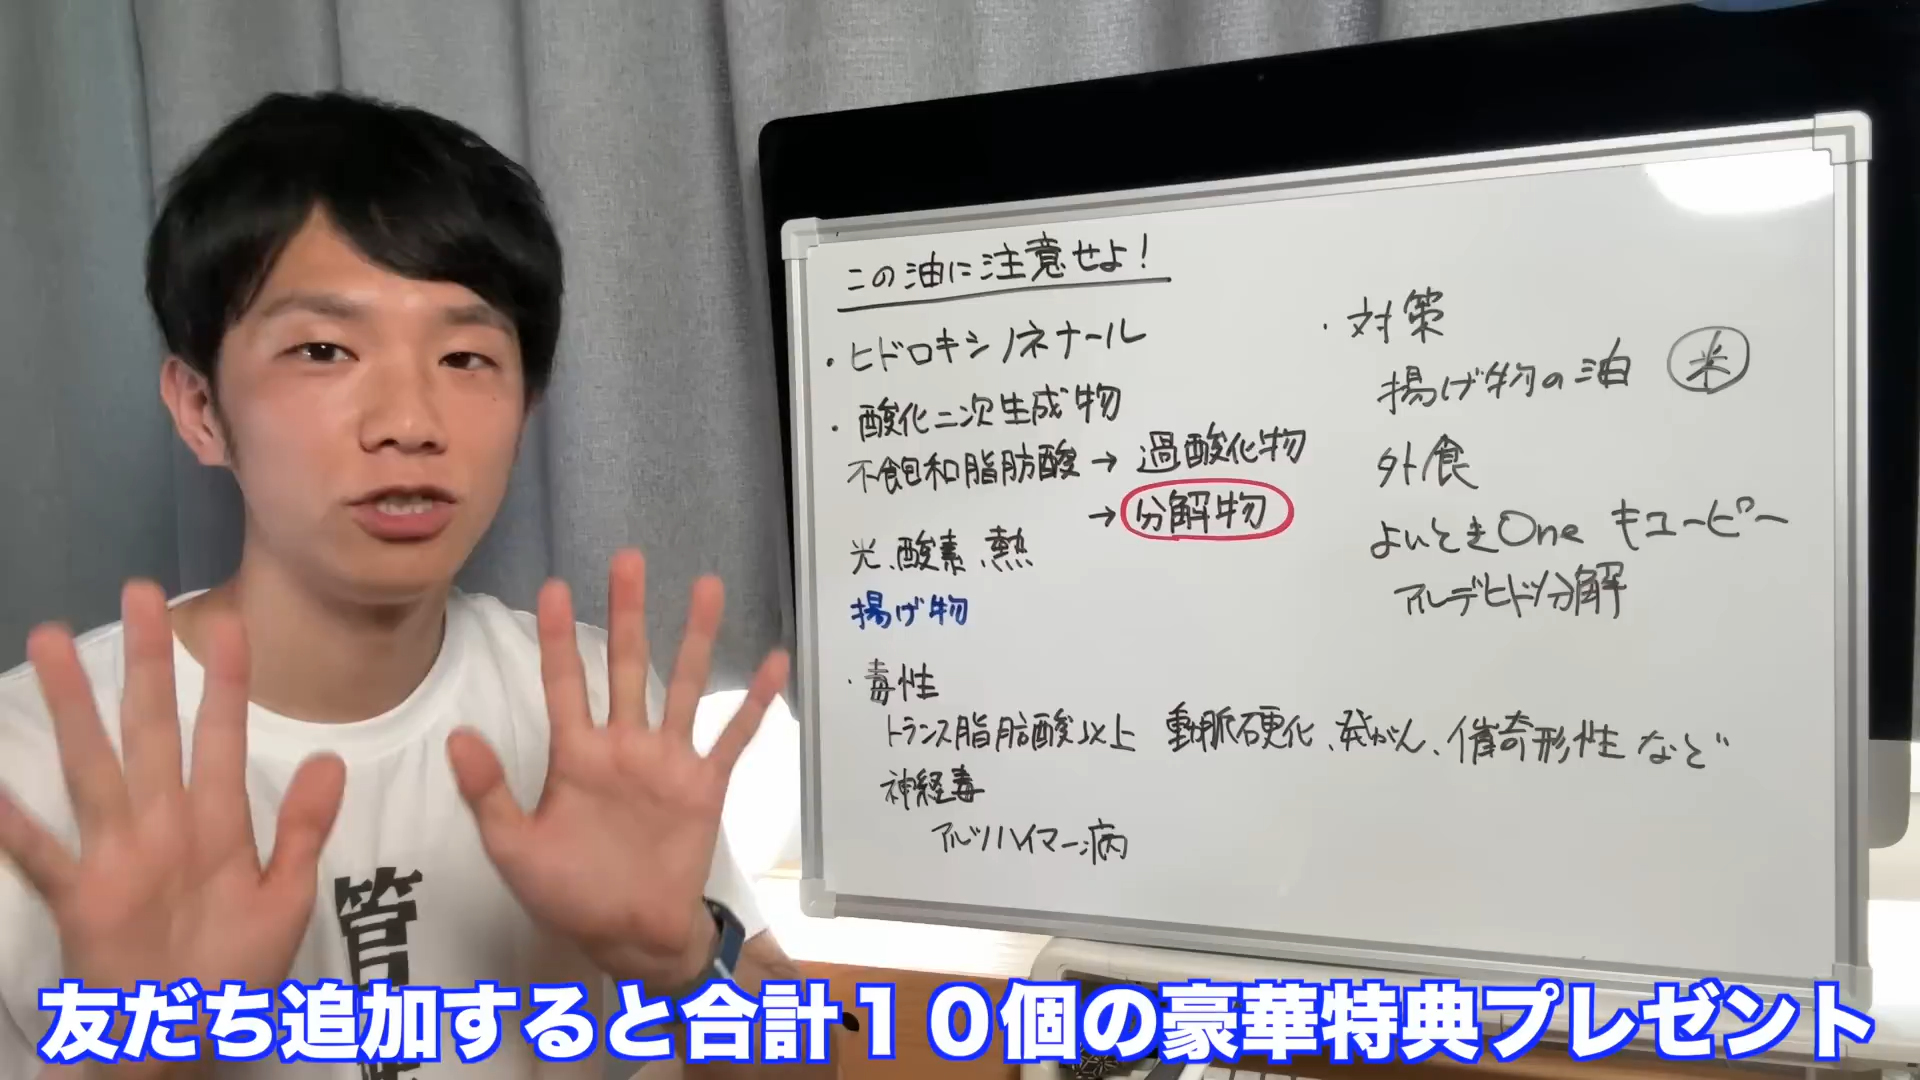 この油に注意せよ!
・ヒドロキシノネナール
・酸化二次生成物
不飽和脂肪酸→過酸化物
→分解物
光、酸素、熱
揚げ物
・毒性
トランス脂肪酸以上 動脈硬化、発がん、催奇形性など
神経毒
アルツハイマー病
・対策
揚げ物の油 米
外食
よいときOne キューピー
アルデヒド分解
管
友だち追加すると合計10個の豪華特典プレゼント